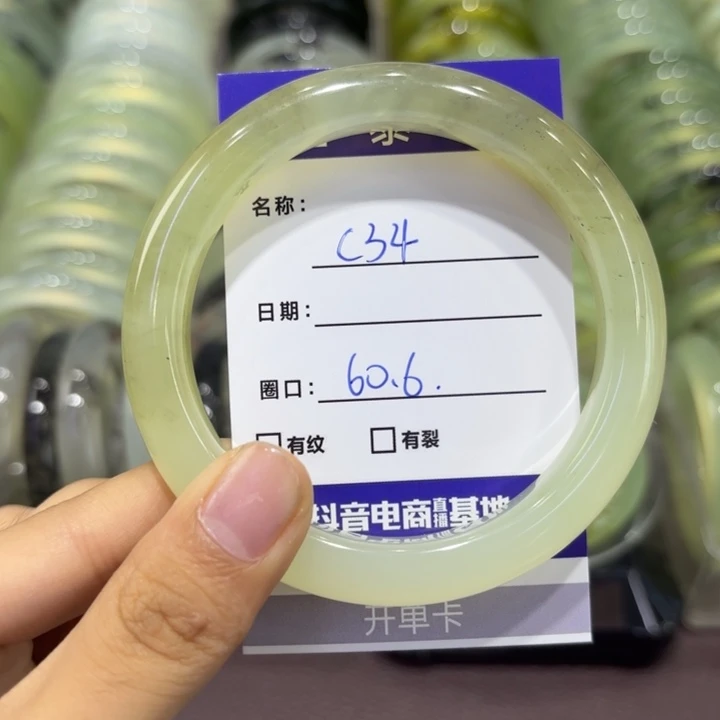 泰
名称: C34
日期:
圈口: 60.6.
有纹 有裂
抖音电商直播基地
开单卡